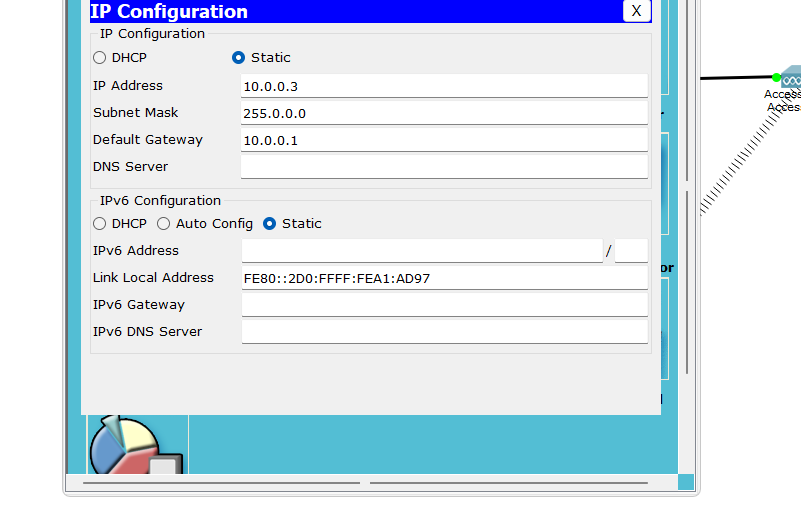 IP Configuration
X
IP Configuration
DHCP
Static
IP Address
10.0.0.3
Subnet Mask
255.0.0.0
Default Gateway
10.0.0.1
DNS Server
IPv6 Configuration
DHCP
Auto Config
Static
IPv6 Address
/
Link Local Address
FE80::2D0:FFFF:FEA1:AD97
IPv6 Gateway
IPv6 DNS Server
Access
Acces
or